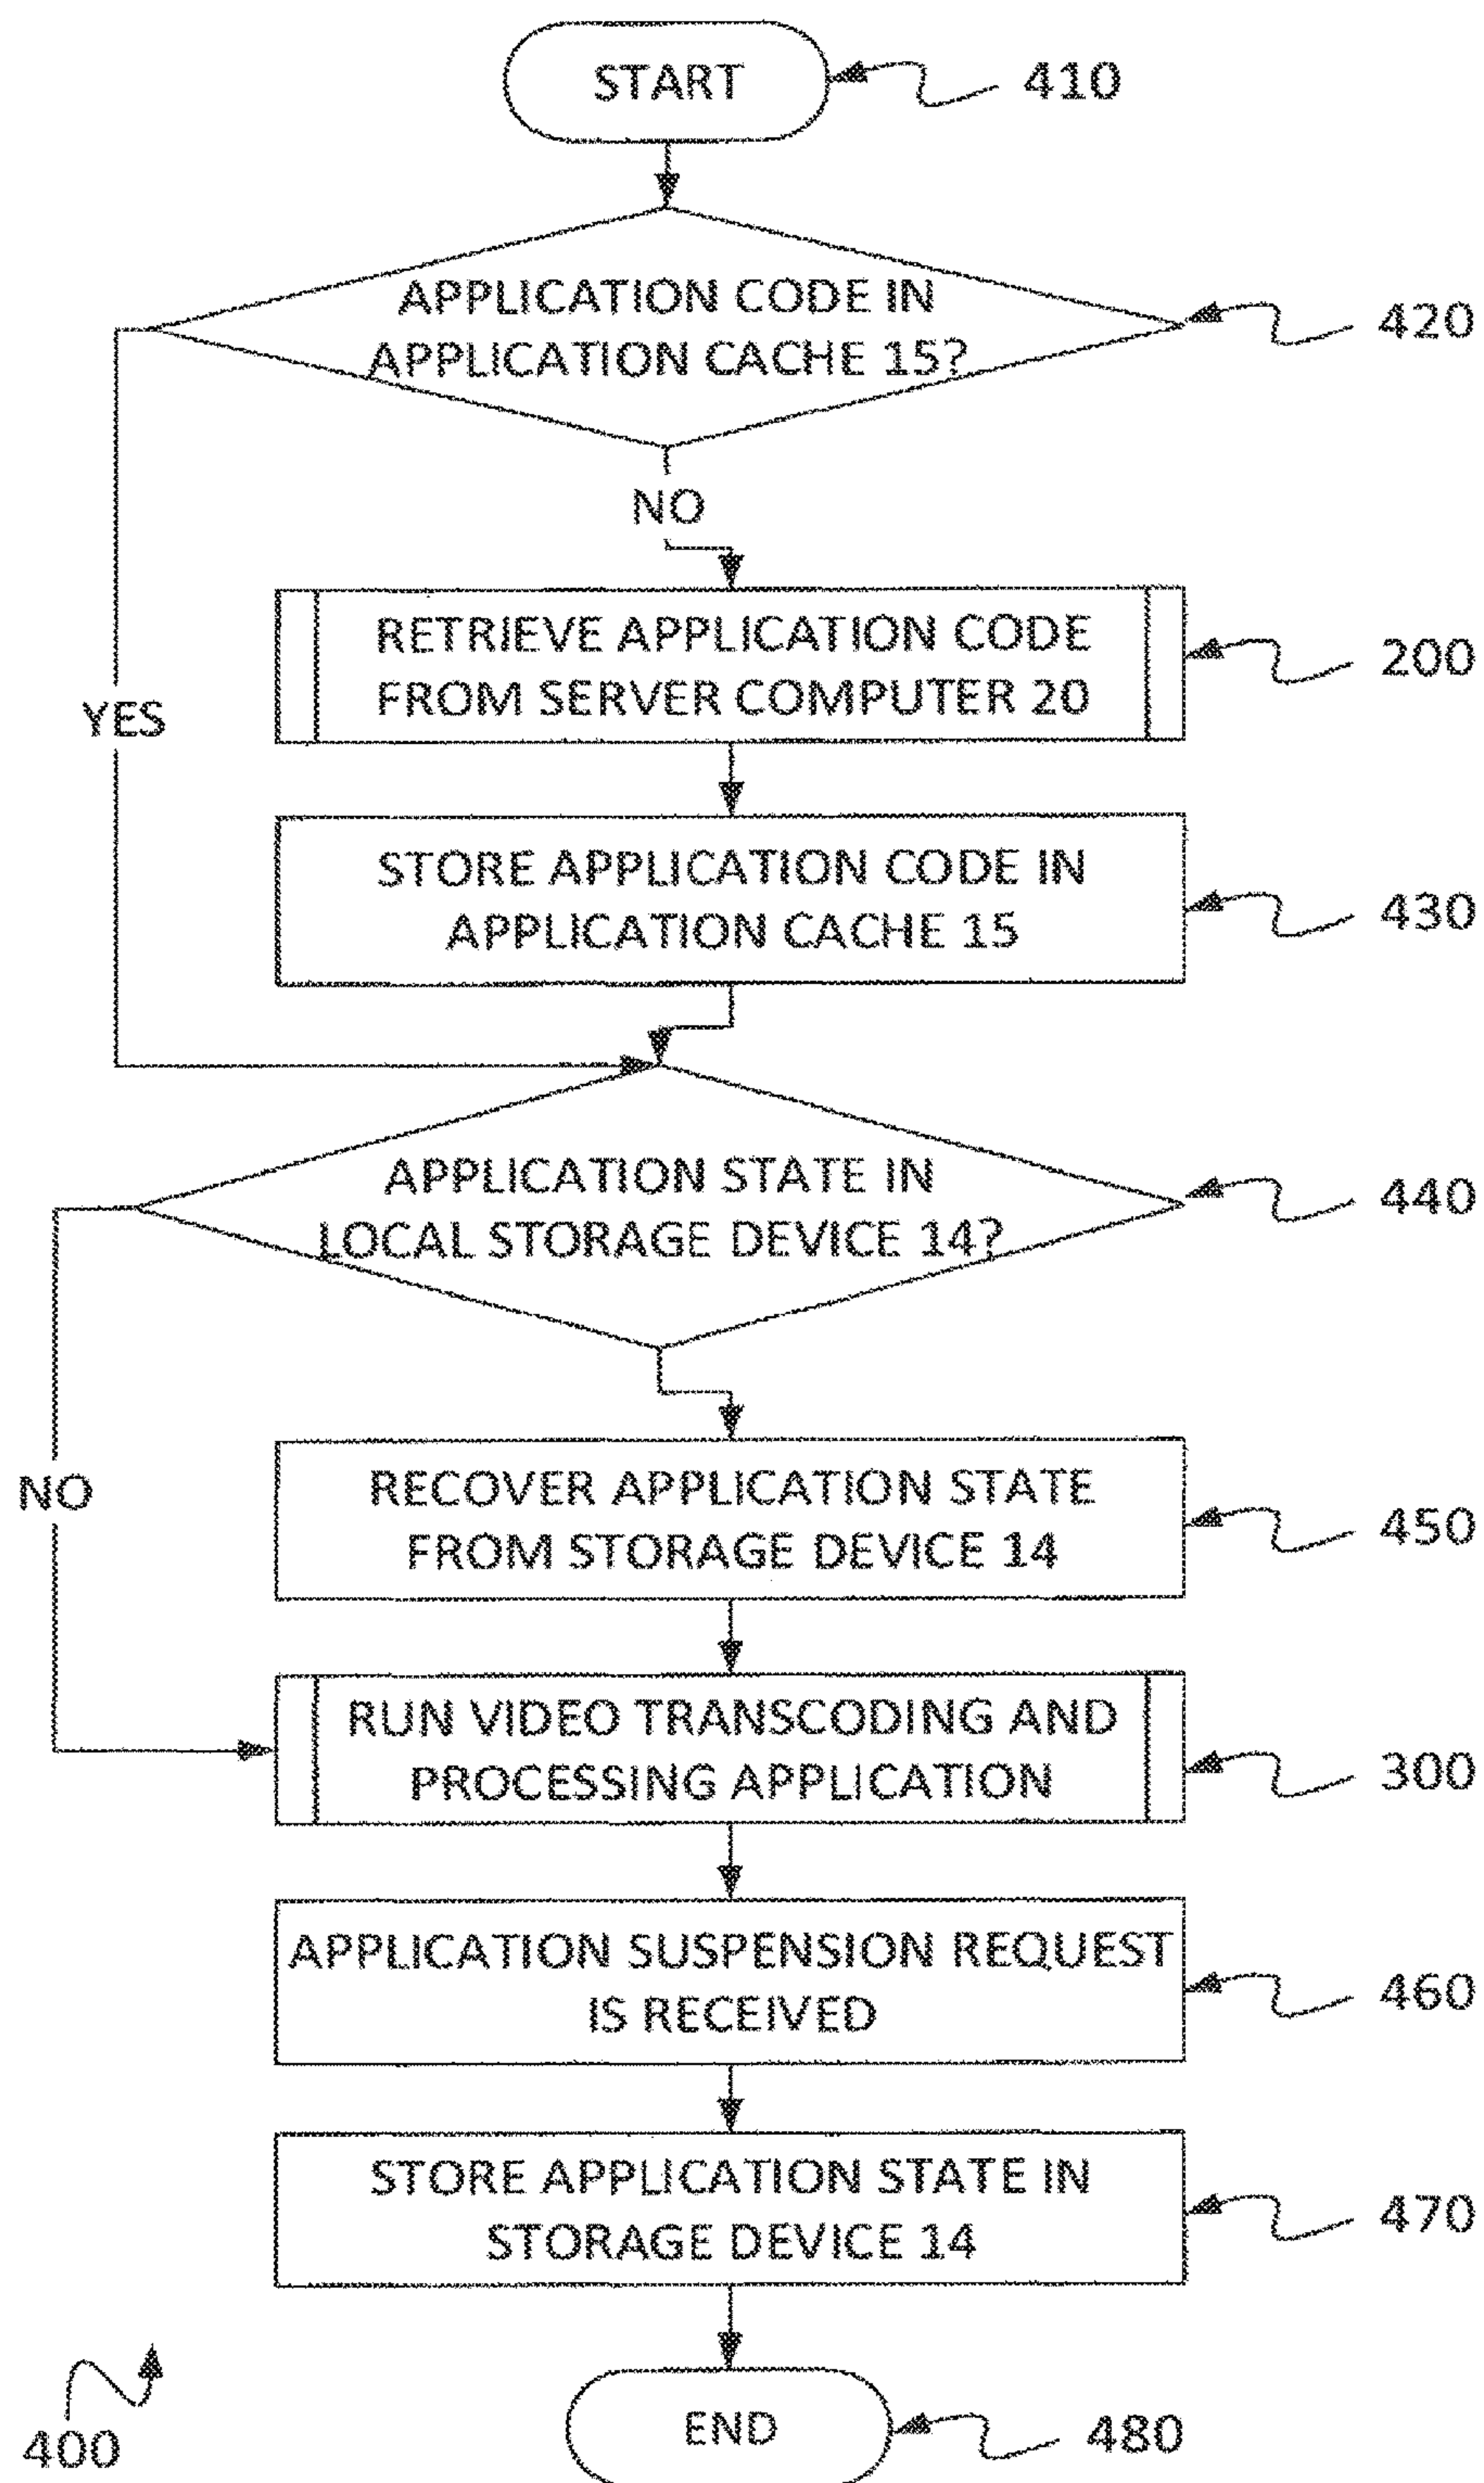 START
410
APPLICATION CODE IN
APPLICATION CACHE 15?
420
NO
RETRIEVE APPLICATION CODE
FROM SERVER COMPUTER 20
200
YES
STORE APPLICATION CODE IN
APPLICATION CACHE 15
430
APPLICATION STATE IN
LOCAL STORAGE DEVICE 14?
440
NO
RECOVER APPLICATION STATE
FROM STORAGE DEVICE 14
450
RUN VIDEO TRANSCODING AND
PROCESSING APPLICATION
300
APPLICATION SUSPENSION REQUEST
IS RECEIVED
460
STORE APPLICATION STATE IN
STORAGE DEVICE 14
470
END
480
400